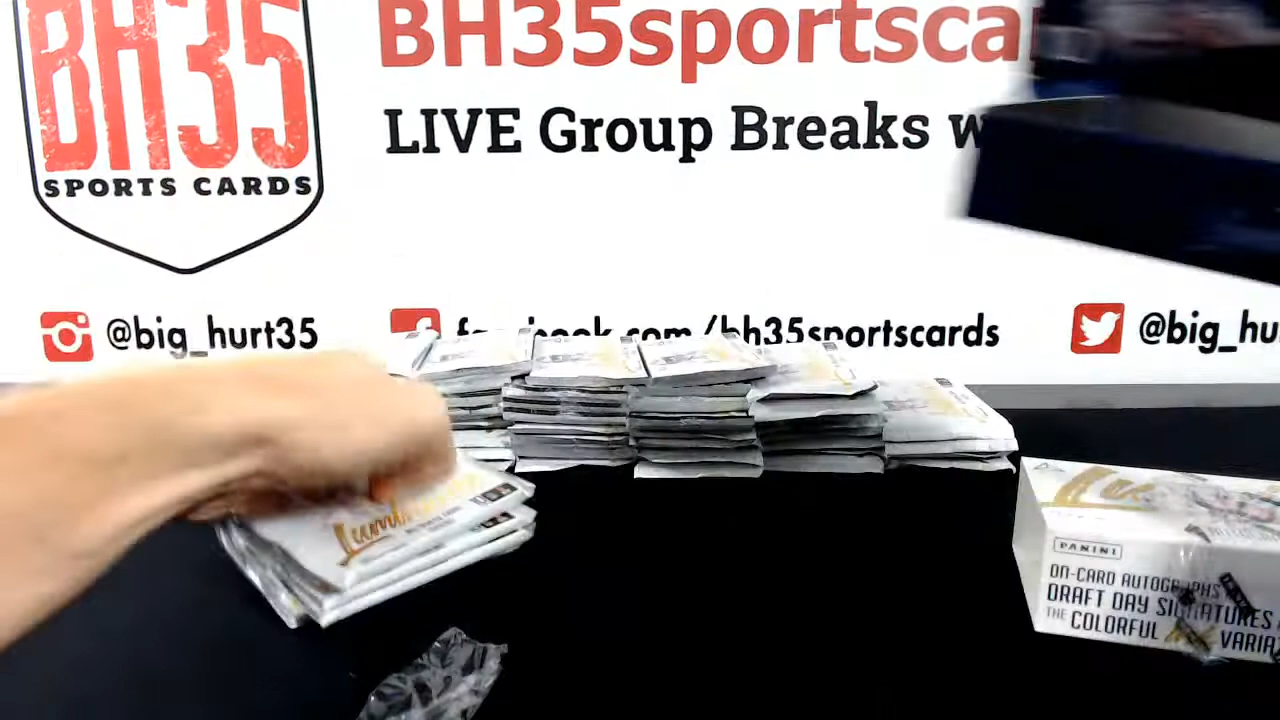 BH35
SPORTS CARDS
BH35sportsca
LIVE Group Breaks w
@big_hurt35
facebook.com/bh35sportscards
@big_hu
PANINI
ON-CARD AUTOGRAPHS
DRAFT DAY SIGNATURES
THE COLORFUL
VARIA